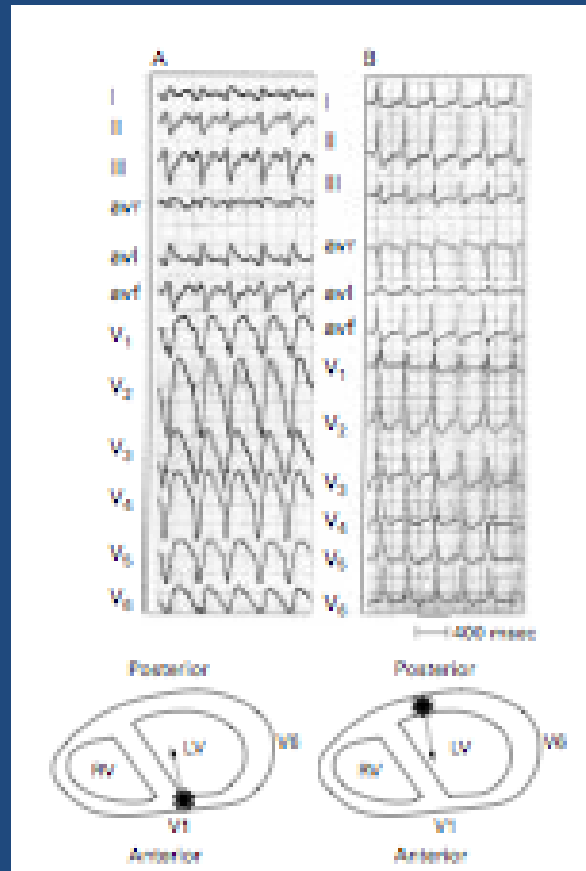 A B
I
II
III
avr
avl
avf
V1
V2
V3
V4
V5
V6
I
II
III
avr
avl
avf
V1
V2
V3
V4
V5
V6
400 msec
Posterior
RV LV V6
V1
Anterior
Posterior
RV LV V6
V1
Anterior